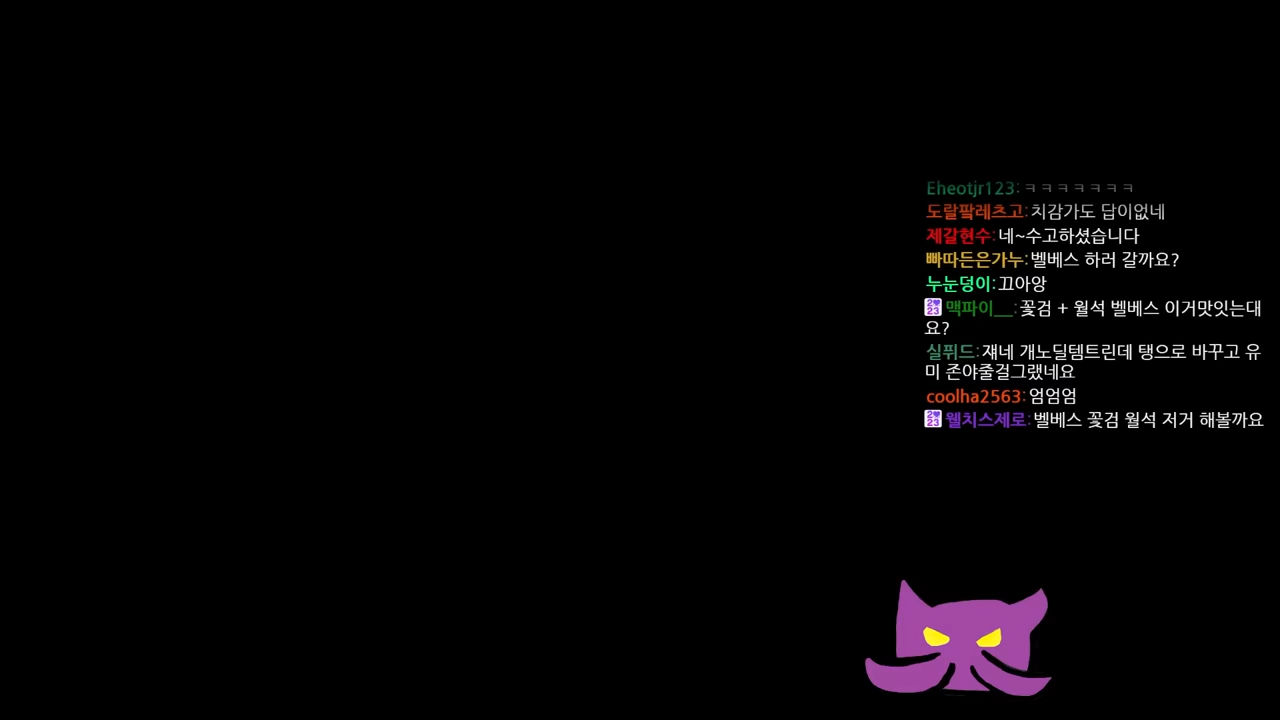 Eheotjr123: ㅋㅋㅋㅋㅋㅋㅋ
도랄팤레츠고: 치감가도 답이없네
제갈현수: 네~수고하셨습니다
빠따든은가누: 벨베스 하러 갈까요?
누눈덩이: 끄아앙
2♥23 맥파이__: 꽃검 + 월석 벨베스 이거맛잇는대
요?
실퓌드: 쟤네 개노딜템트린데 탱으로 바꾸고 유
미 존야줄걸그랬네요
coolha2563: 엄엄엄
2♥23 웰치스제로: 벨베스 꽃검 월석 저거 해볼까요